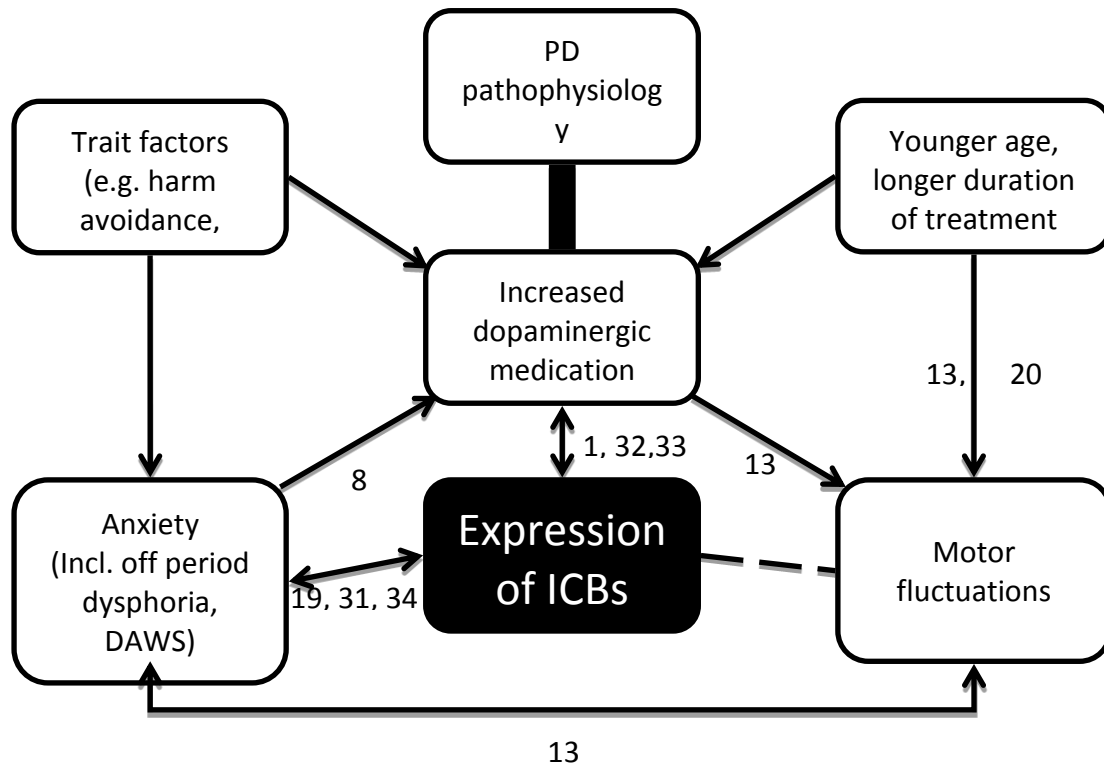 PD
pathophysiolog
y
Trait factors
(e.g. harm
avoidance,
Younger age,
longer duration
of treatment
Increased
dopaminergic
medication
13, 20
1, 32,33
13
8
Anxiety
(Incl. off period
dysphoria,
DAWS)
19, 31, 34
Expression
of ICBs
Motor
fluctuations
13